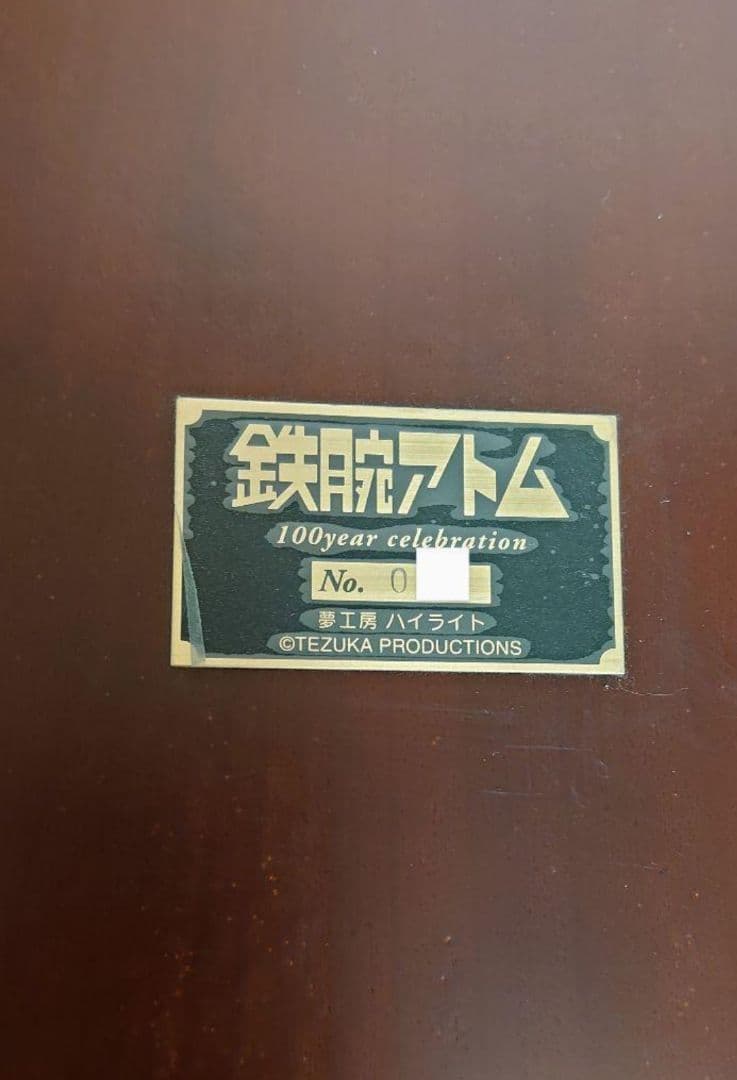 鉄腕アトム
100year celebration
No. 0
夢工房 ハイライト
©TEZUKA PRODUCTIONS